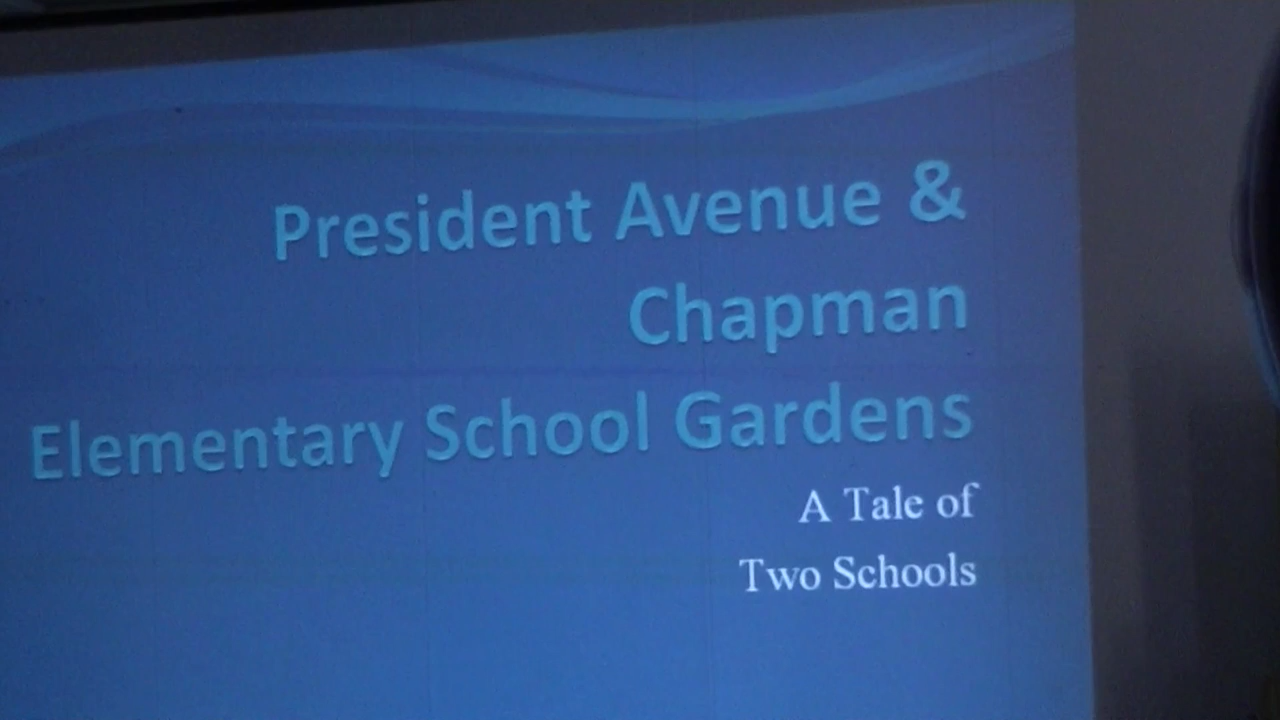 President Avenue &
Chapman
Elementary School Gardens
A Tale of
Two Schools